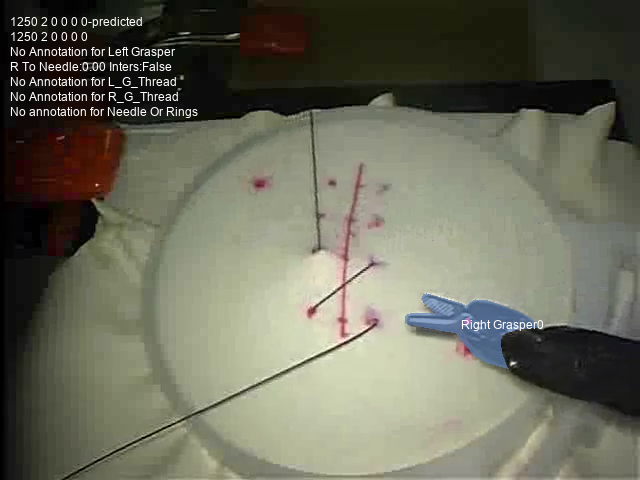 1250 2 0 0 0 0-predicted
1250 2 0 0 0 0
No Annotation for Left Grasper
R To Needle:0.00 Inters:False
No Annotation for L_G_Thread
No Annotation for R_G_Thread
No annotation for Needle Or Rings
Right Grasper0